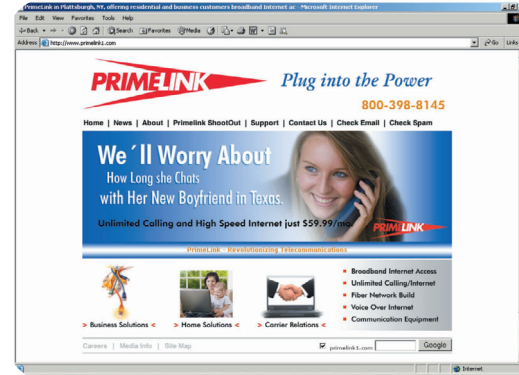 PrimeLink in Plattsburgh, NY, offering residential and business customers broadband Internet ac - Microsoft Internet Explorer
File Edit View Favorites Tools Help
Back Search Favorites Media
Address http://www.primelink1.com Go Links
PRIMELINK Plug into the Power
800-398-8145
Home | News | About | Primelink ShootOut | Support | Contact Us | Check Email | Check Spam
We´ll Worry About
How Long she Chats
with Her New Boyfriend in Texas.
Unlimited Calling and High Speed Internet just $59.99/mo.
PRIMELINK
PrimeLink - Revolutionizing Telecommunications
Broadband Internet Access
Unlimited Calling/Internet
Fiber Network Build
Voice Over Internet
Communication Equipment
> Business Solutions < > Home Solutions < > Carrier Relations <
Careers | Media Info | Site Map
primelink1.com Google
Internet